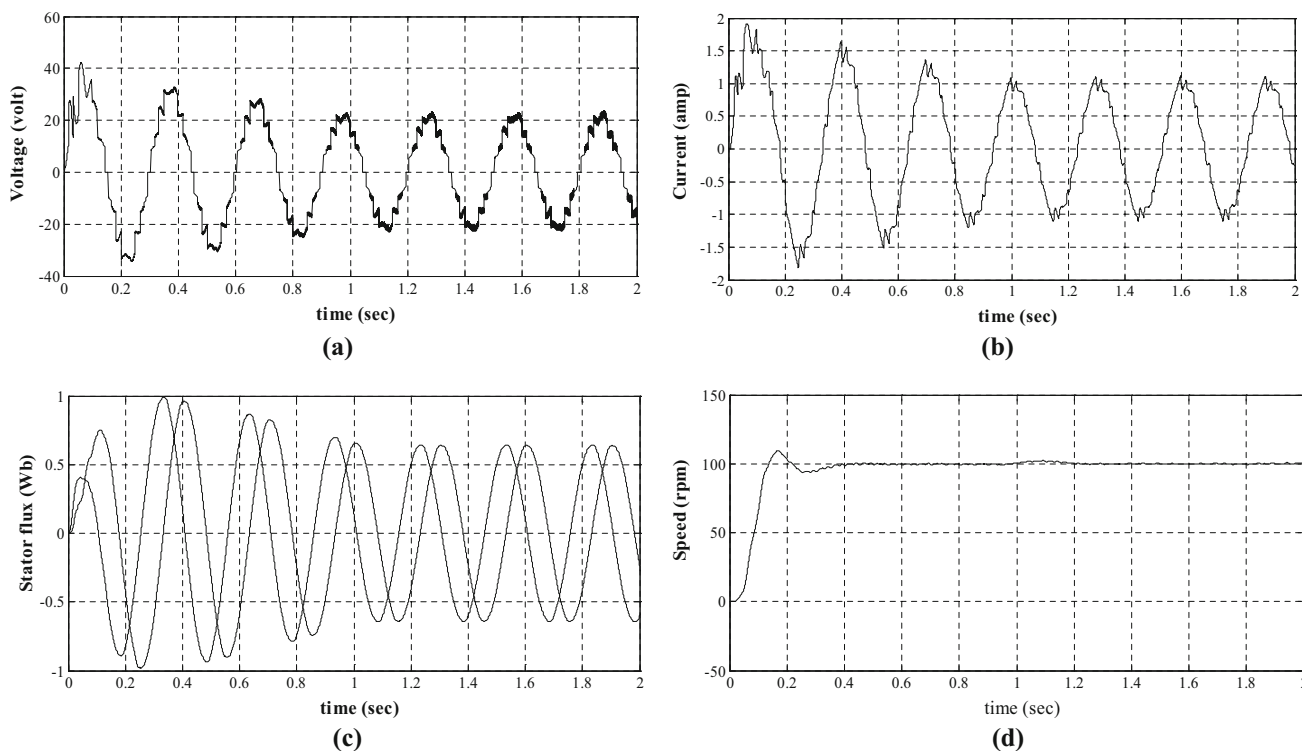 60
40
20
0
-20
-40
Voltage (volt)
0 0.2 0.4 0.6 0.8 1 1.2 1.4 1.6 1.8 2
time (sec)
(a)
2
1.5
1
0.5
0
-0.5
-1
-1.5
-2
Current (amp)
0 0.2 0.4 0.6 0.8 1 1.2 1.4 1.6 1.8 2
time (sec)
(b)
1
0.5
0
-0.5
-1
Stator flux (Wb)
0 0.2 0.4 0.6 0.8 1 1.2 1.4 1.6 1.8 2
time (sec)
(c)
150
100
50
0
-50
Speed (rpm)
0 0.2 0.4 0.6 0.8 1 1.2 1.4 1.6 1.8 2
time (sec)
(d)